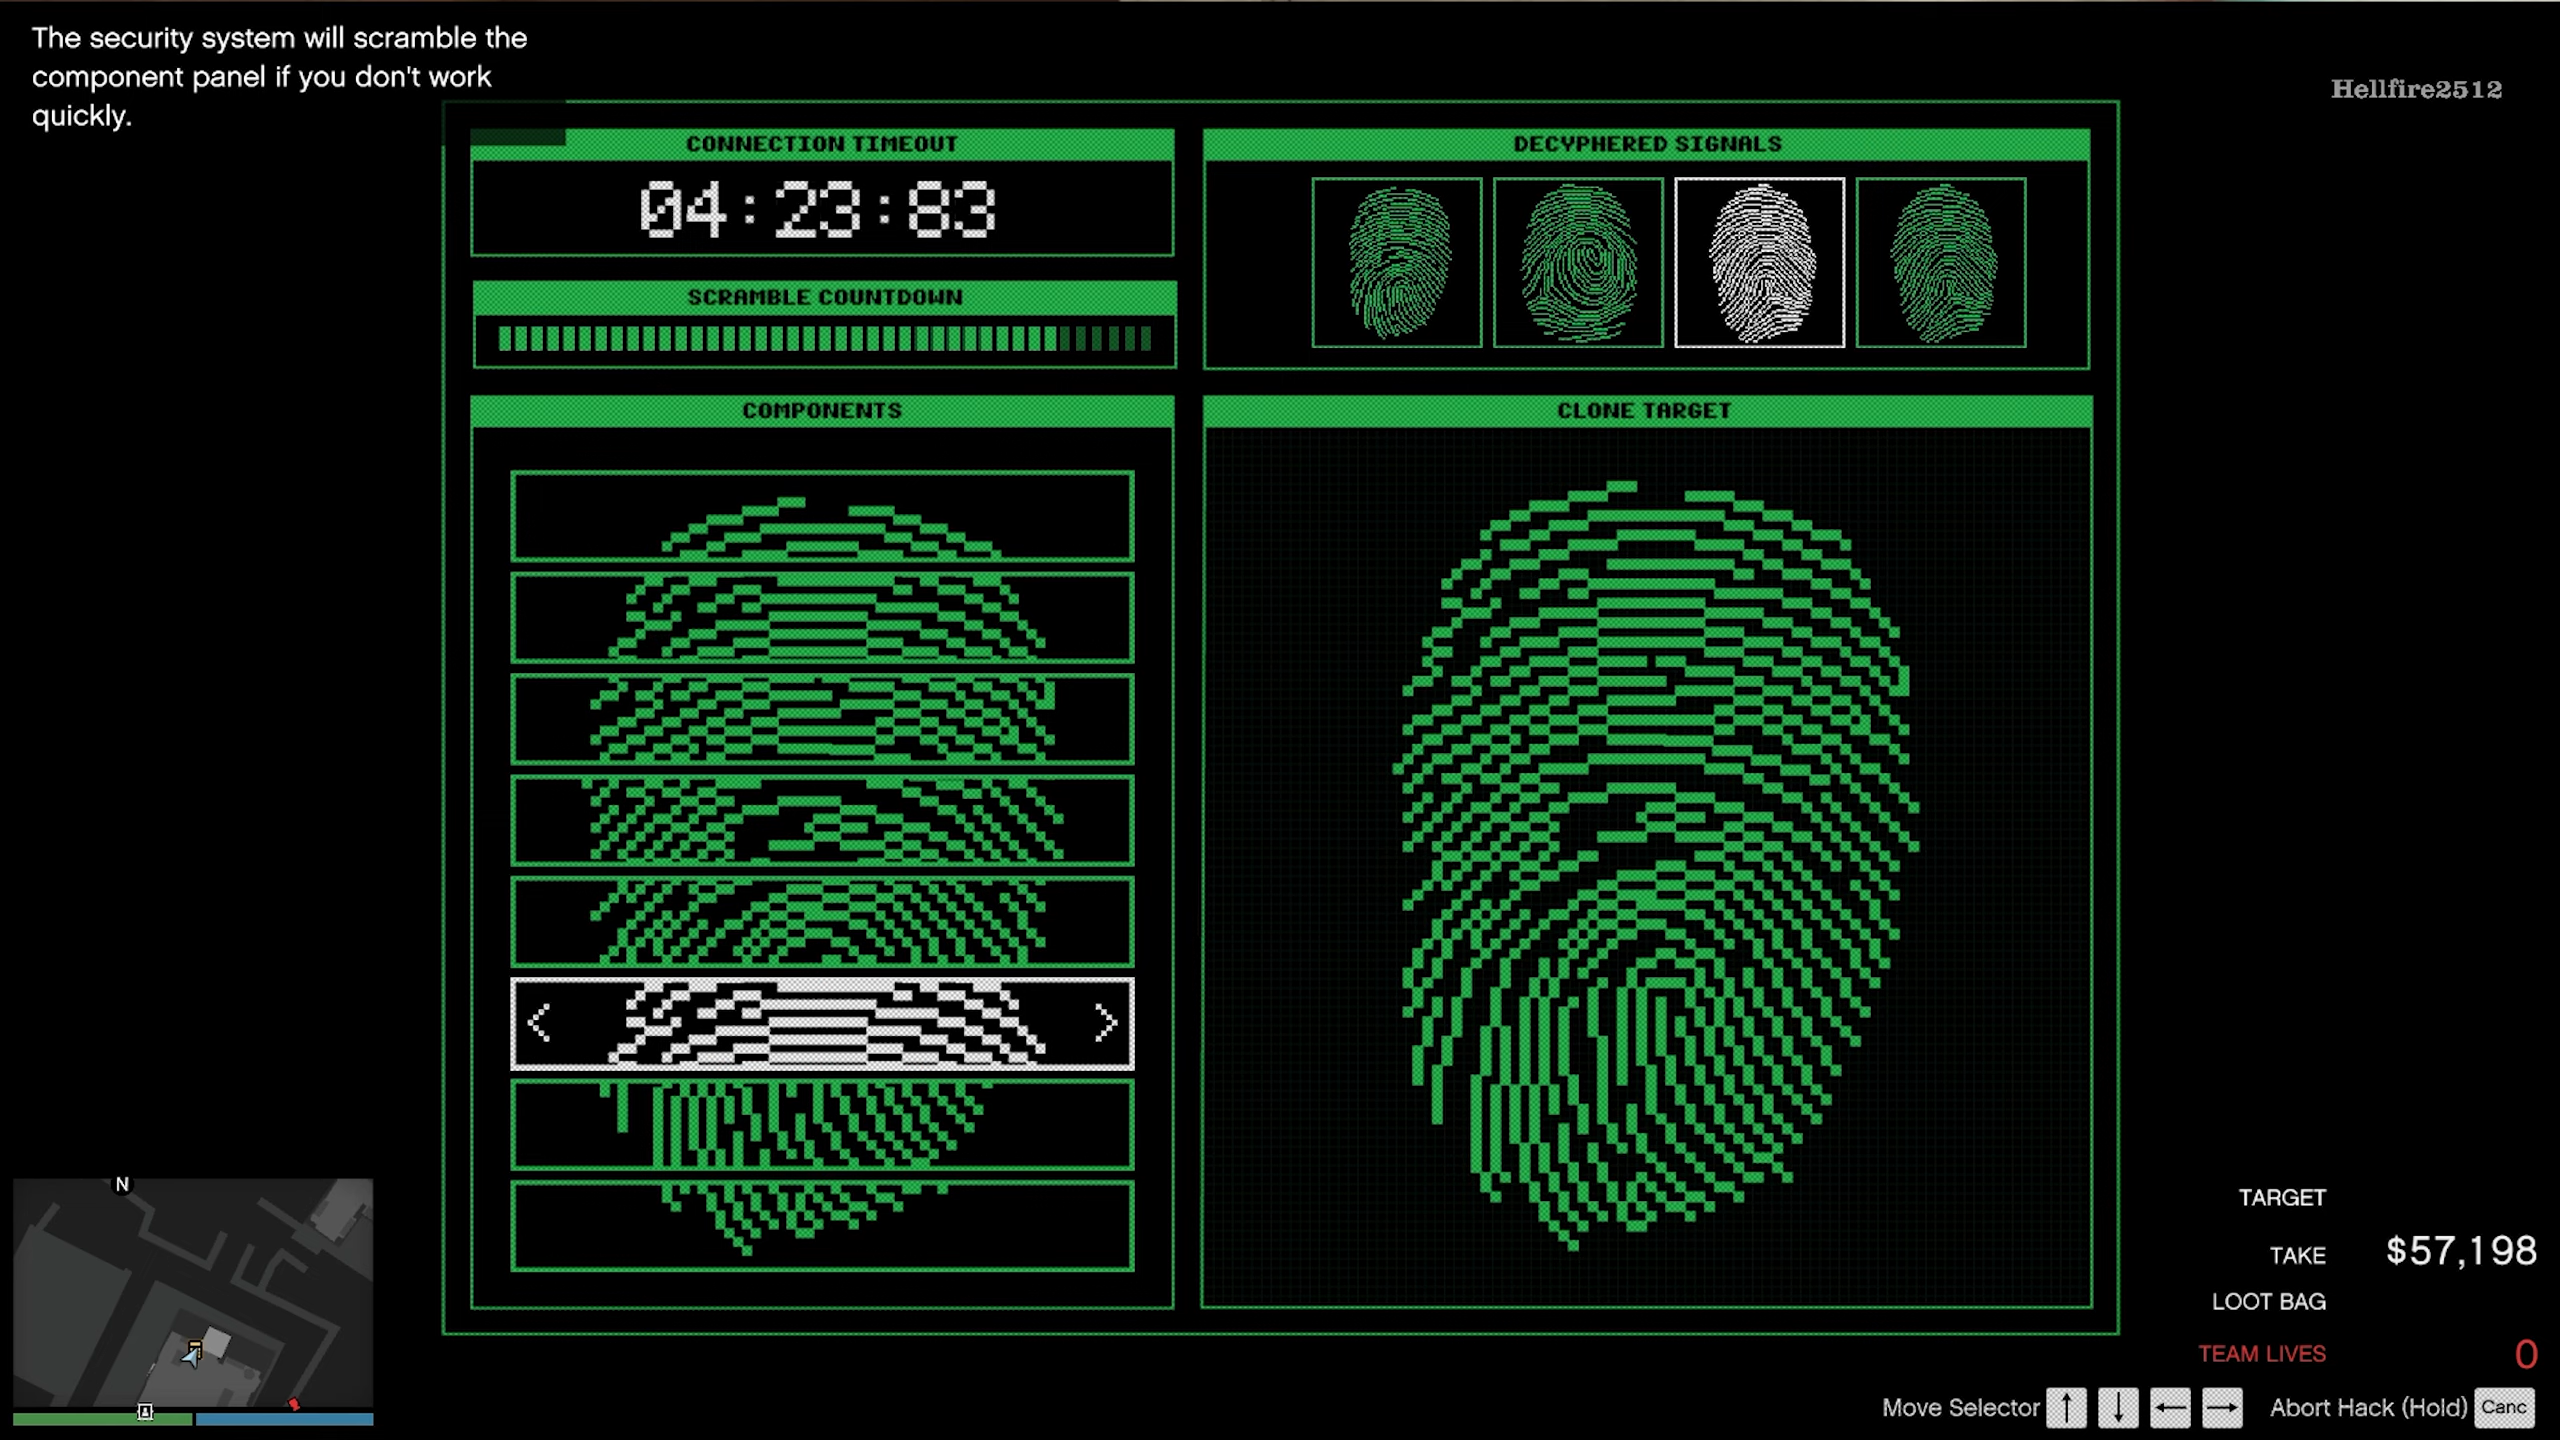 The security system will scramble the
component panel if you don't work
quickly.
Hellfire2512
CONNECTION TIMEOUT
04:23:83
DECYPHERED SIGNALS
SCRAMBLE COUNTDOWN
COMPONENTS
CLONE TARGET
N
TARGET
TAKE $57,198
LOOT BAG
TEAM LIVES 0
Move Selector ↑ ↓ ← → Abort Hack (Hold) Canc